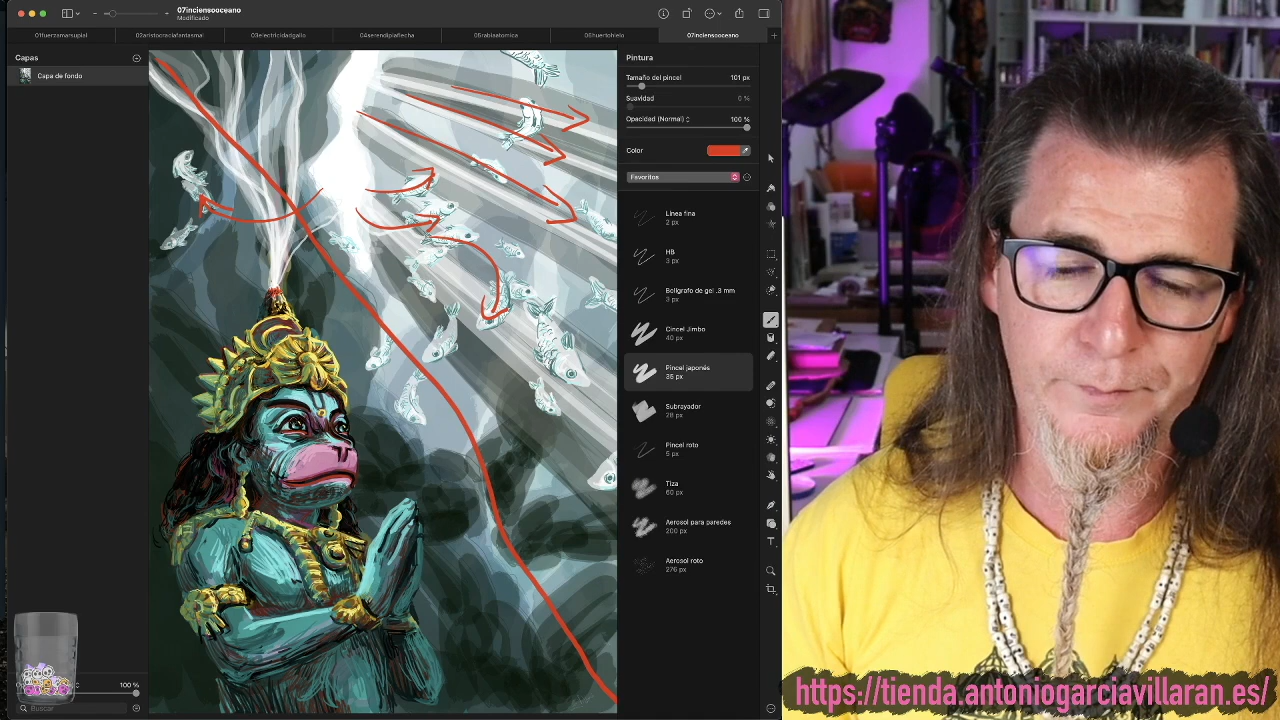 07inciensooceano
Modificado
01fuerzamarsupial
02aristocraciafantasmal
03electricidadgallo
04serendipiaflecha
05rabiaatomica
06huertohielo
07inciensooceano
Capas
Capa de fondo
100 %
Buscar
Pintura
Tamaño del pincel
101 px
Suavidad
0 %
Opacidad (Normal)
100 %
Color
Favoritos
Línea fina
2 px
HB
3 px
Bolígrafo de gel .3 mm
3 px
Cincel Jimbo
40 px
Pincel japonés
35 px
Subrayador
28 px
Pincel roto
5 px
Tiza
60 px
Aerosol para paredes
200 px
Aerosol roto
276 px
https://tienda.antoniogarciavillaran.es/